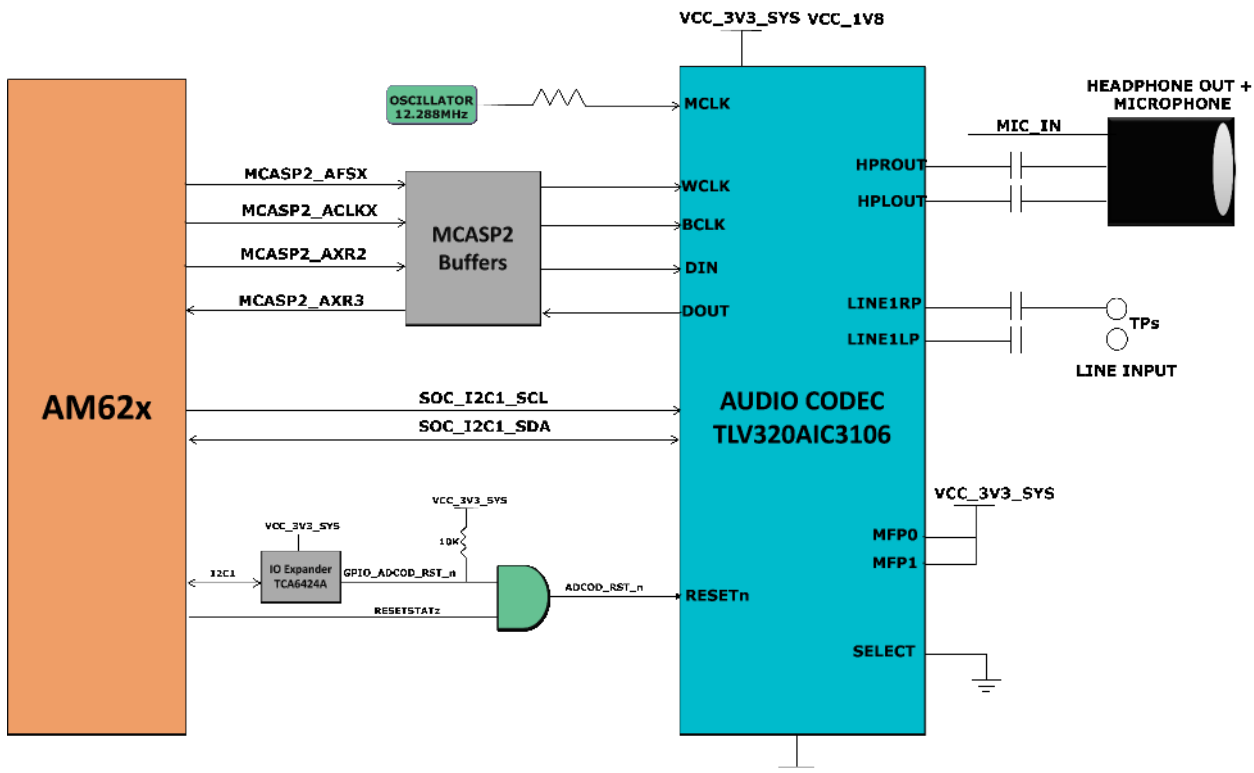 VCC_3V3_SYS VCC_1V8
OSCILLATOR
12.288MHz
MCLK
HEADPHONE OUT +
MICROPHONE
MIC_IN
MCASP2_AFSX
WCLK
HPROUT
MCASP2_ACLKX
BCLK
HPLOUT
MCASP2
Buffers
MCASP2_AXR2
DIN
MCASP2_AXR3
DOUT
LINE1RP
TPs
LINE1LP
LINE INPUT
AM62x
SOC_I2C1_SCL
SOC_I2C1_SDA
AUDIO CODEC
TLV320AIC3106
VCC_3V3_SYS
VCC_3V3_SYS
VCC_3V3_SYS
10K
MFP0
MFP1
I2C1
IO Expander
TCA6424A
GPIO_ADCOD_RST_n
ADCOD_RST_n
RESETn
RESETSTATz
SELECT